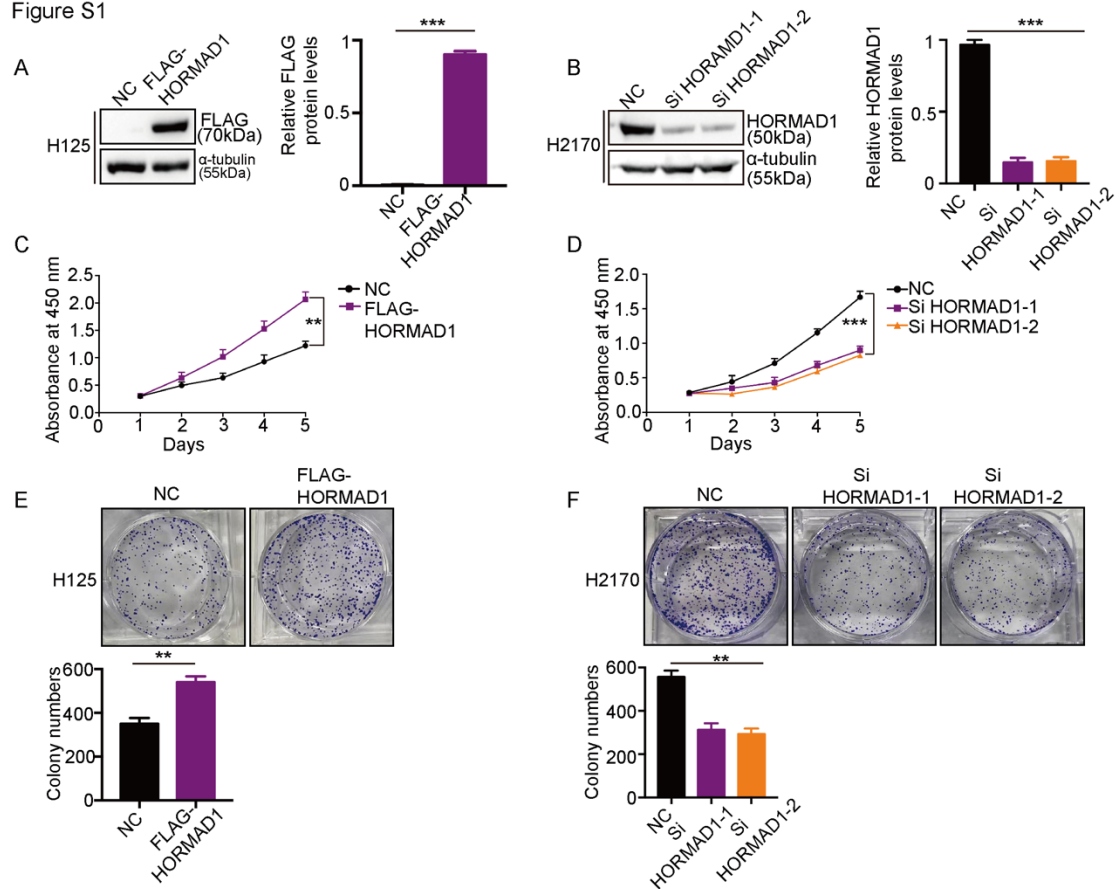 Figure S1
A
NC
FLAG-
HORMAD1
H125
FLAG
(70kDa)
α-tubulin
(55kDa)
Relative FLAG
protein levels
1
0.5
0
***
NC
FLAG-
HORMAD1
B
NC
Si HORAMD1-1
Si HORMAD1-2
H2170
HORMAD1
(50kDa)
α-tubulin
(55kDa)
Relative HORMAD1
protein levels
1
0.5
0
***
NC
Si
HORMAD1-1
Si
HORMAD1-2
C
Absorbance at 450 nm
2.5
2.0
1.5
1.0
0.5
0.0
0 1 2 3 4 5
Days
NC
FLAG-
HORMAD1
**
D
Absorbance at 450 nm
2.0
1.5
1.0
0.5
0.0
0 1 2 3 4 5
Days
NC
Si HORMAD1-1
Si HORMAD1-2
***
E
NC
FLAG-
HORMAD1
H125
Colony numbers
600
400
200
0
**
NC
FLAG-
HORMAD1
F
NC
Si
HORMAD1-1
Si
HORMAD1-2
H2170
Colony numbers
600
400
200
0
**
NC
Si
HORMAD1-1
Si
HORMAD1-2